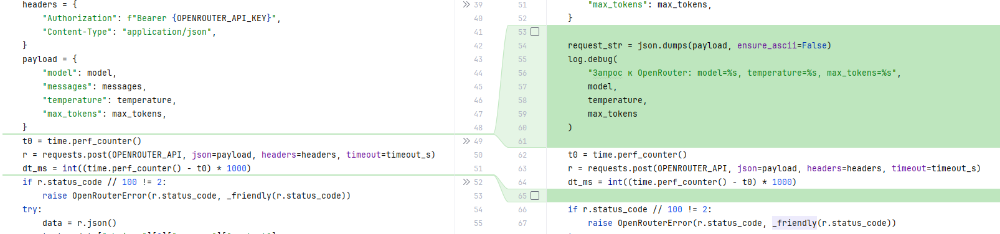 headers = {
"Authorization": f"Bearer {OPENROUTER_API_KEY}",
"Content-Type": "application/json",
}
payload = {
"model": model,
"messages": messages,
"temperature": temperature,
"max_tokens": max_tokens,
}
t0 = time.perf_counter()
r = requests.post(OPENROUTER_API, json=payload, headers=headers, timeout=timeout_s)
dt_ms = int((time.perf_counter() - t0) * 1000)
if r.status_code // 100 != 2:
raise OpenRouterError(r.status_code, _friendly(r.status_code))
try:
data = r.json()
39
40
41
42
43
44
45
46
47
48
49
50
51
52
53
54
55
51 "max_tokens": max_tokens,
52 }
53
54 request_str = json.dumps(payload, ensure_ascii=False)
55 log.debug(
56 "Запрос к OpenRouter: model=%s, temperature=%s, max_tokens=%s",
57 model,
58 temperature,
59 max_tokens
60 )
61
62 t0 = time.perf_counter()
63 r = requests.post(OPENROUTER_API, json=payload, headers=headers, timeout=timeout_s)
64 dt_ms = int((time.perf_counter() - t0) * 1000)
65
66 if r.status_code // 100 != 2:
67 raise OpenRouterError(r.status_code, _friendly(r.status_code))